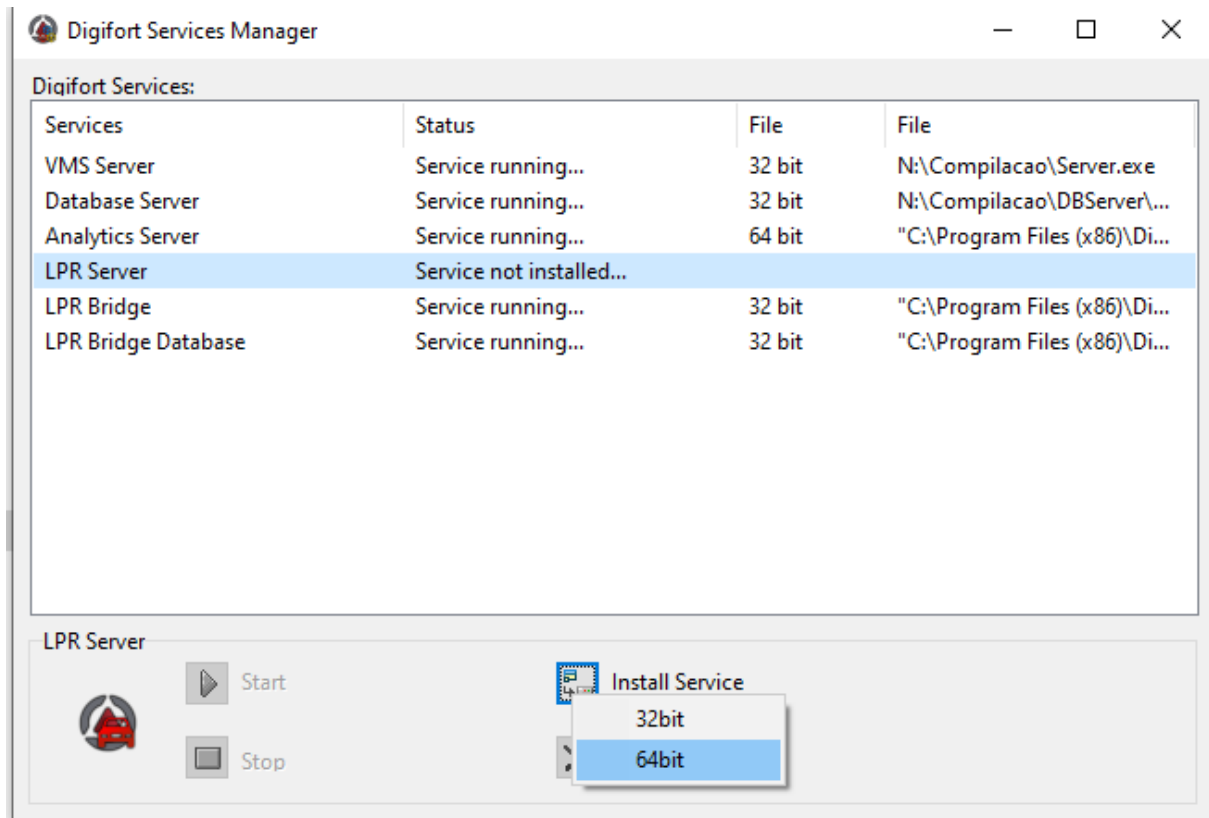 Digifort Services Manager
Digifort Services:
Services Status File File
VMS Server Service running... 32 bit N:\Compilacao\Server.exe
Database Server Service running... 32 bit N:\Compilacao\DBServer\...
Analytics Server Service running... 64 bit "C:\Program Files (x86)\Di...
LPR Server Service not installed...
LPR Bridge Service running... 32 bit "C:\Program Files (x86)\Di...
LPR Bridge Database Service running... 32 bit "C:\Program Files (x86)\Di...
LPR Server
Start Install Service
32bit
Stop 64bit